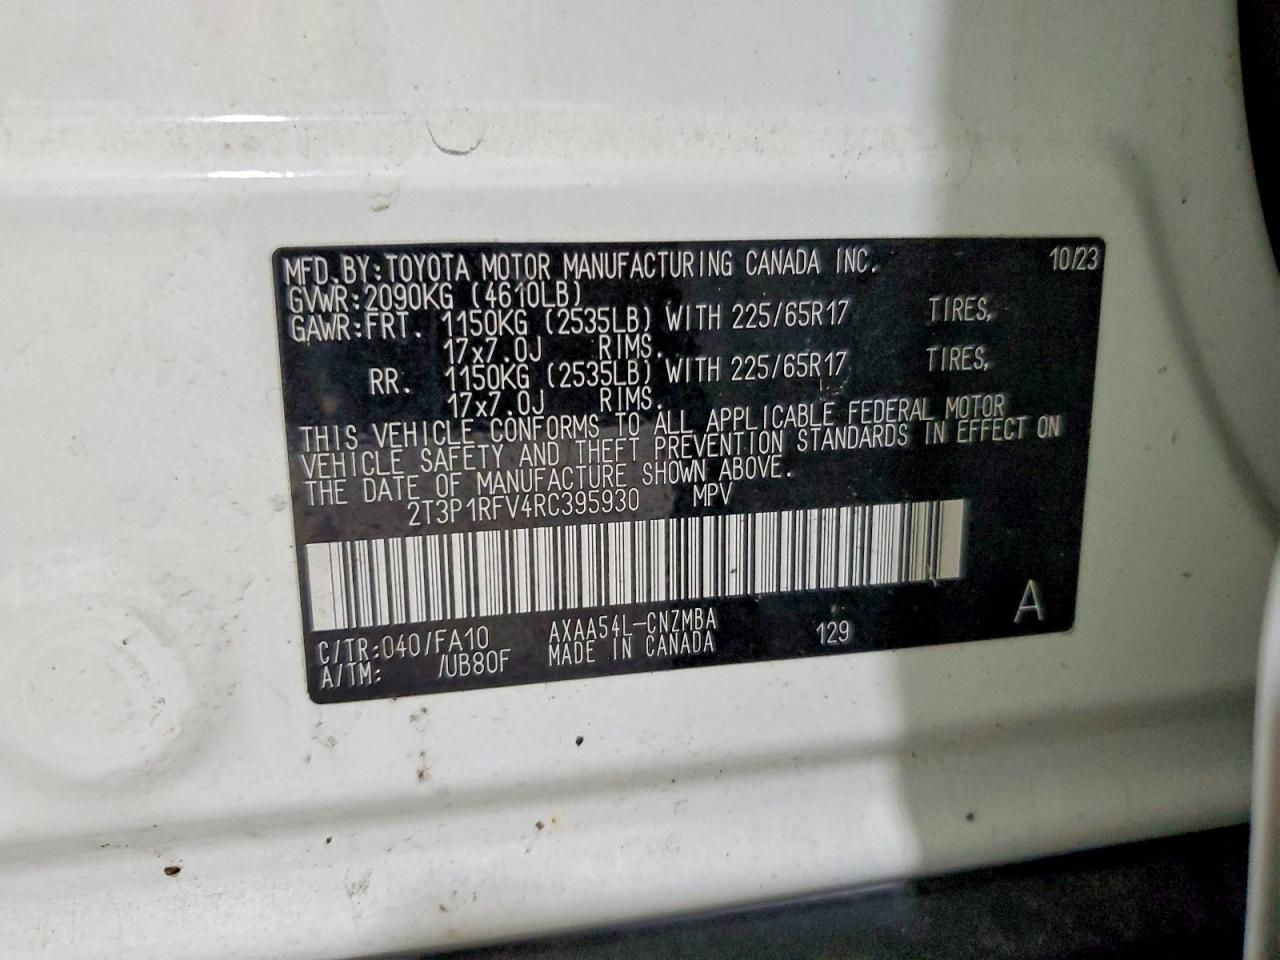 MFD.BY:TOYOTA MOTOR MANUFACTURING CANADA INC. 10/23
GVWR:2090KG (4610LB)
GAWR:FRT. 1150KG (2535LB) WITH 225/65R17 TIRES,
17x7.0J RIMS.
RR. 1150KG (2535LB) WITH 225/65R17 TIRES,
17x7.0J RIMS.
THIS VEHICLE CONFORMS TO ALL APPLICABLE FEDERAL MOTOR
VEHICLE SAFETY AND THEFT PREVENTION STANDARDS IN EFFECT ON
THE DATE OF MANUFACTURE SHOWN ABOVE.
2T3P1RFV4RC395930 MPV
C/TR:040/FA10 AXAA54L-CNZMBA 129 A
A/TM: /UB80F MADE IN CANADA